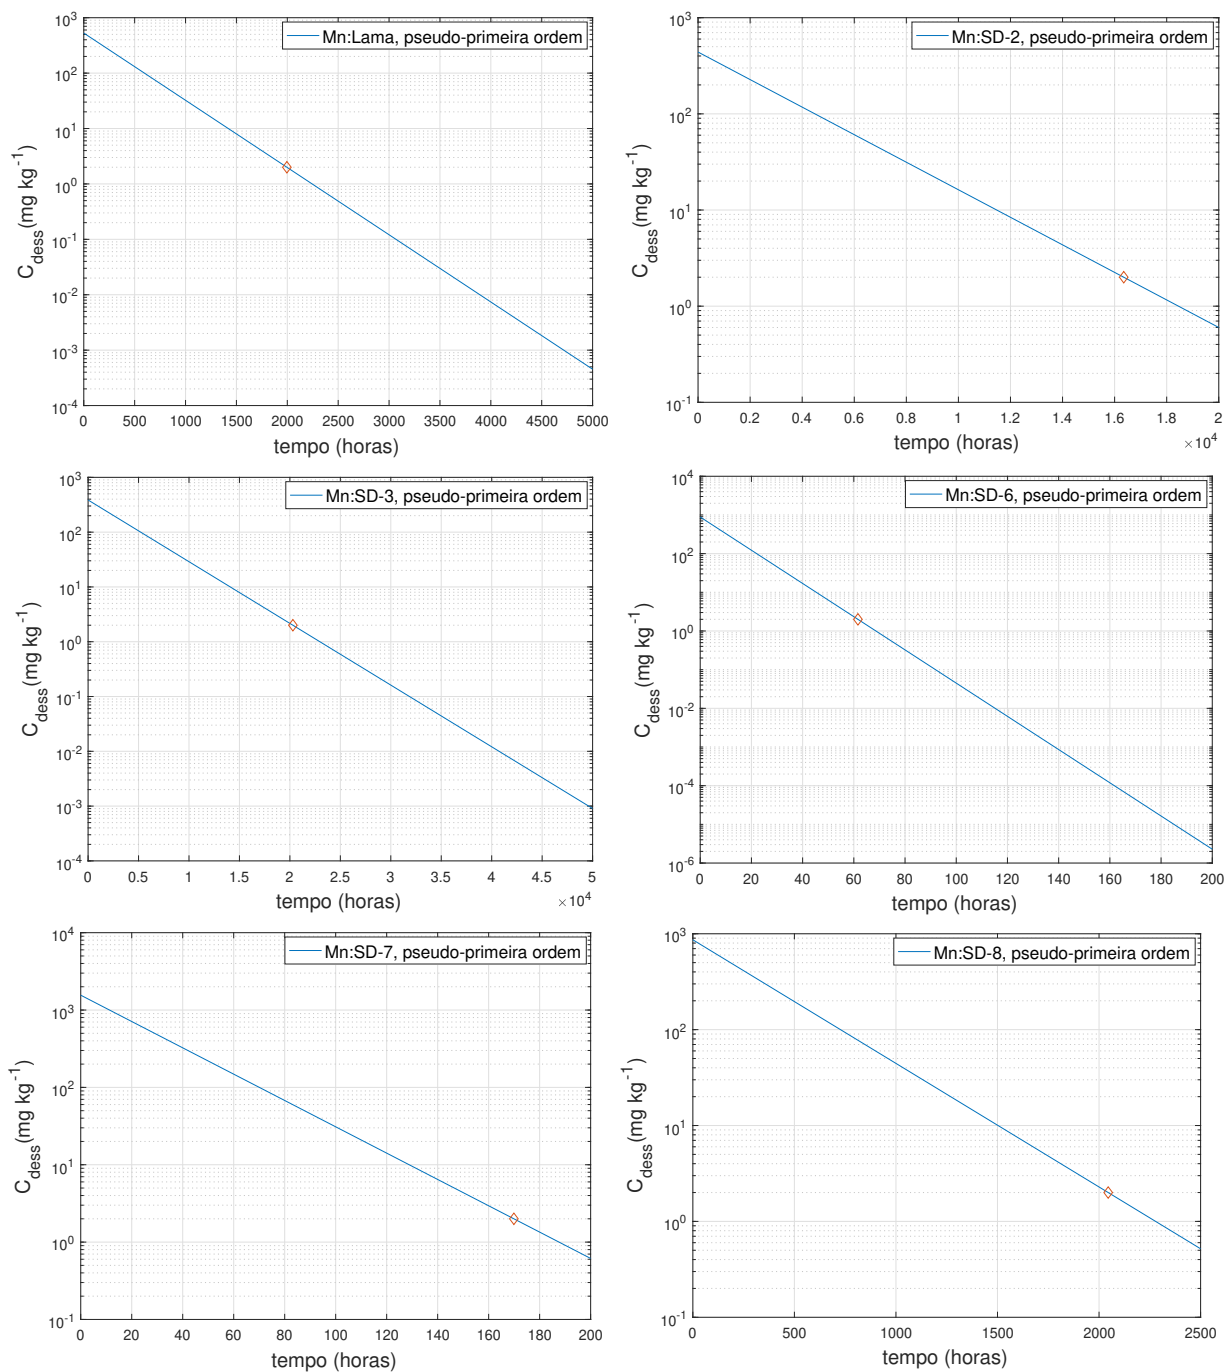 Mn:Lama, pseudo-primeira ordem
10^3
10^2
10^1
10^0
10^-1
10^-2
10^-3
10^-4
C_dess(mg kg^-1)
0 500 1000 1500 2000 2500 3000 3500 4000 4500 5000
tempo (horas)
Mn:SD-2, pseudo-primeira ordem
10^3
10^2
10^1
10^0
10^-1
C_dess(mg kg^-1)
0 0.2 0.4 0.6 0.8 1 1.2 1.4 1.6 1.8 2
tempo (horas)
×10^4
Mn:SD-3, pseudo-primeira ordem
10^3
10^2
10^1
10^0
10^-1
10^-2
10^-3
10^-4
C_dess(mg kg^-1)
0 0.5 1 1.5 2 2.5 3 3.5 4 4.5 5
tempo (horas)
×10^4
Mn:SD-6, pseudo-primeira ordem
10^4
10^2
10^0
10^-2
10^-4
10^-6
C_dess(mg kg^-1)
0 20 40 60 80 100 120 140 160 180 200
tempo (horas)
Mn:SD-7, pseudo-primeira ordem
10^4
10^3
10^2
10^1
10^0
10^-1
C_dess(mg kg^-1)
0 20 40 60 80 100 120 140 160 180 200
tempo (horas)
Mn:SD-8, pseudo-primeira ordem
10^3
10^2
10^1
10^0
10^-1
C_dess(mg kg^-1)
0 500 1000 1500 2000 2500
tempo (horas)